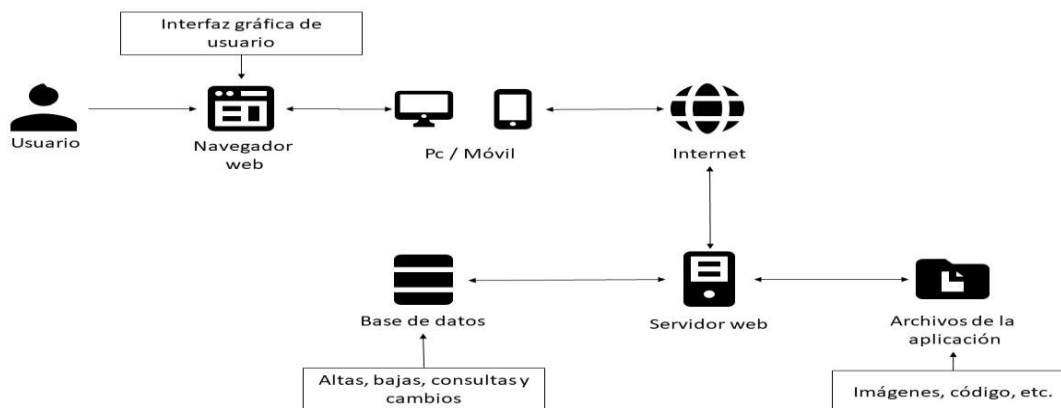 Interfaz gráfica de
usuario
Usuario
Navegador
web
Pc / Móvil
Internet
Base de datos
Servidor web
Archivos de la
aplicación
Altas, bajas, consultas y
cambios
Imágenes, código, etc.